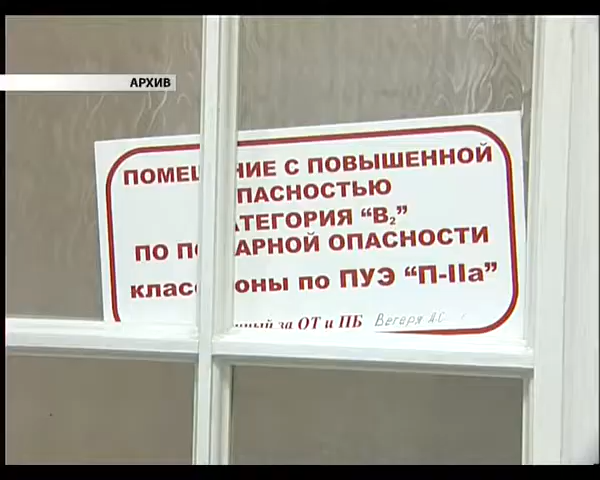 АРХИВ
ПОМЕЩ НИЕ С ПОВЫШЕННОЙ
ПАСНОСТЬЮ
АТЕГОРИЯ “В₂”
ПО ПО АРНОЙ ОПАСНОСТИ
класс оны по ПУЭ “П-IIа”
нный за ОТ и ПБ Вегеря АС